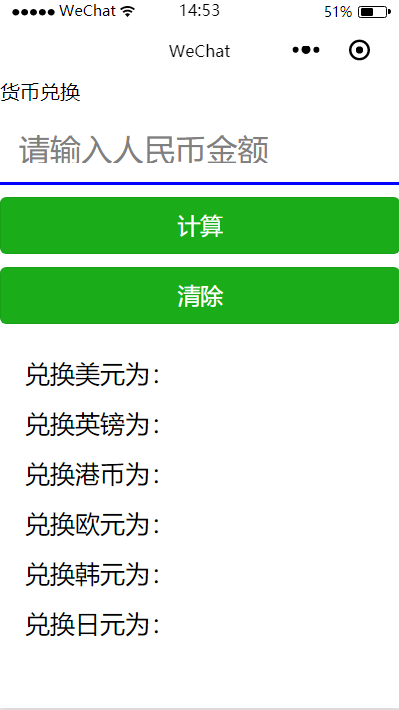 WeChat 14:53 51%
WeChat
货币兑换
请输入人民币金额
计算
清除
兑换美元为：
兑换英镑为：
兑换港币为：
兑换欧元为：
兑换韩元为：
兑换日元为：